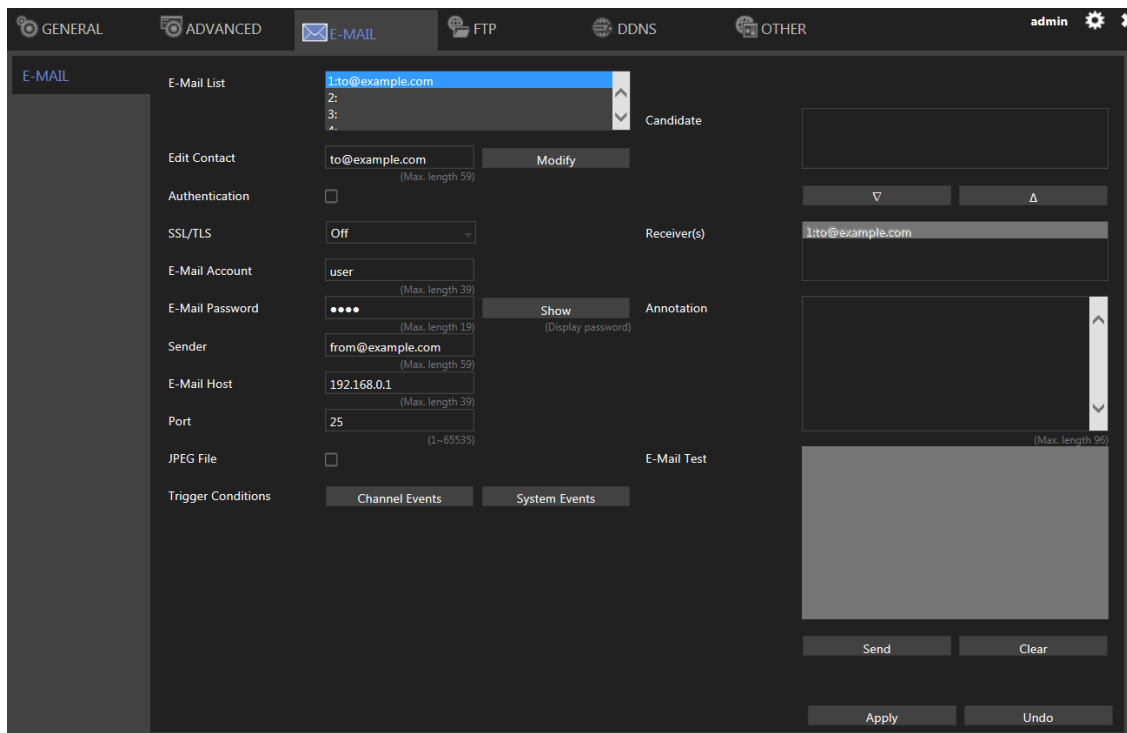 GENERAL ADVANCED E-MAIL FTP DDNS OTHER admin
E-MAIL
E-Mail List
1:to@example.com
2:
3:
Candidate
Edit Contact to@example.com Modify
(Max. length 59)
Authentication
∇ Δ
SSL/TLS Off
Receiver(s) 1:to@example.com
E-Mail Account user
(Max. length 39)
E-Mail Password •••• Show
(Max. length 19) (Display password)
Annotation
Sender from@example.com
(Max. length 59)
E-Mail Host 192.168.0.1
(Max. length 39)
Port 25
(1~65535)
(Max. length 96)
JPEG File
E-Mail Test
Trigger Conditions Channel Events System Events
Send Clear
Apply Undo